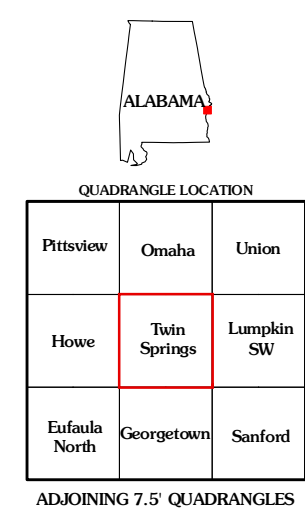 ALABAMA
QUADRANGLE LOCATION
Pittsview
Omaha
Union
Howe
Twin
Springs
Lumpkin
SW
Eufaula
North
Georgetown
Sanford
ADJOINING 7.5' QUADRANGLES